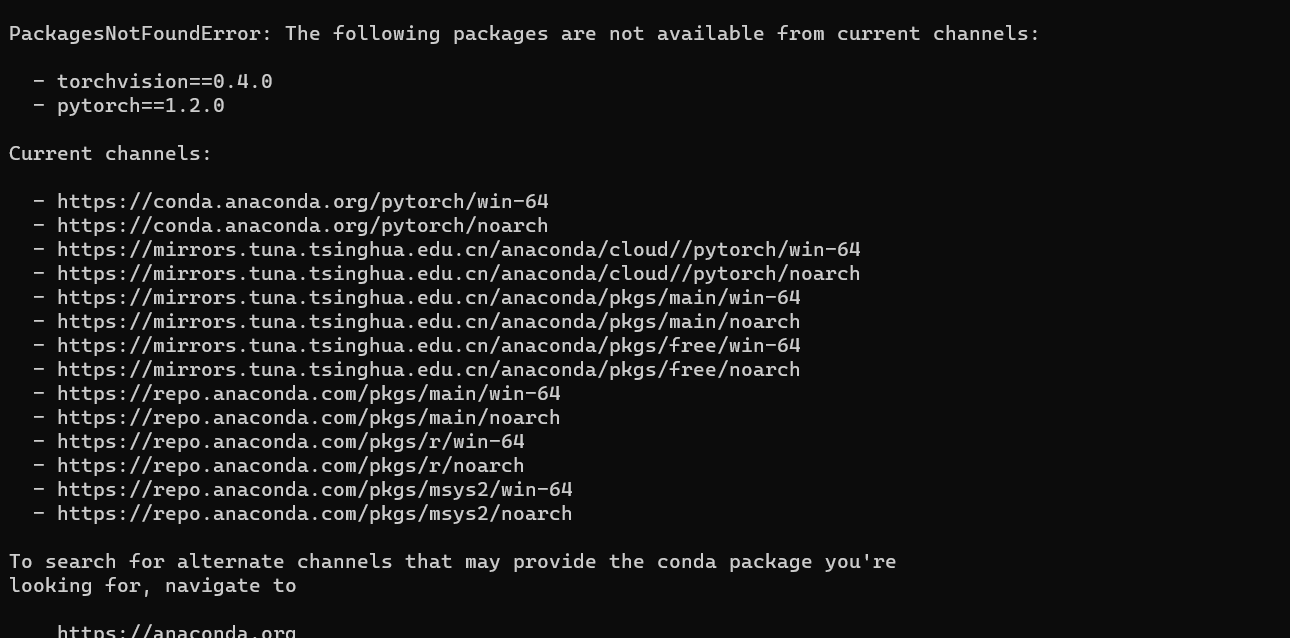 PackagesNotFoundError: The following packages are not available from current channels:
- torchvision==0.4.0
- pytorch==1.2.0
Current channels:
- https://conda.anaconda.org/pytorch/win-64
- https://conda.anaconda.org/pytorch/noarch
- https://mirrors.tuna.tsinghua.edu.cn/anaconda/cloud//pytorch/win-64
- https://mirrors.tuna.tsinghua.edu.cn/anaconda/cloud//pytorch/noarch
- https://mirrors.tuna.tsinghua.edu.cn/anaconda/pkgs/main/win-64
- https://mirrors.tuna.tsinghua.edu.cn/anaconda/pkgs/main/noarch
- https://mirrors.tuna.tsinghua.edu.cn/anaconda/pkgs/free/win-64
- https://mirrors.tuna.tsinghua.edu.cn/anaconda/pkgs/free/noarch
- https://repo.anaconda.com/pkgs/main/win-64
- https://repo.anaconda.com/pkgs/main/noarch
- https://repo.anaconda.com/pkgs/r/win-64
- https://repo.anaconda.com/pkgs/r/noarch
- https://repo.anaconda.com/pkgs/msys2/win-64
- https://repo.anaconda.com/pkgs/msys2/noarch
To search for alternate channels that may provide the conda package you're
looking for, navigate to
https://anaconda.org